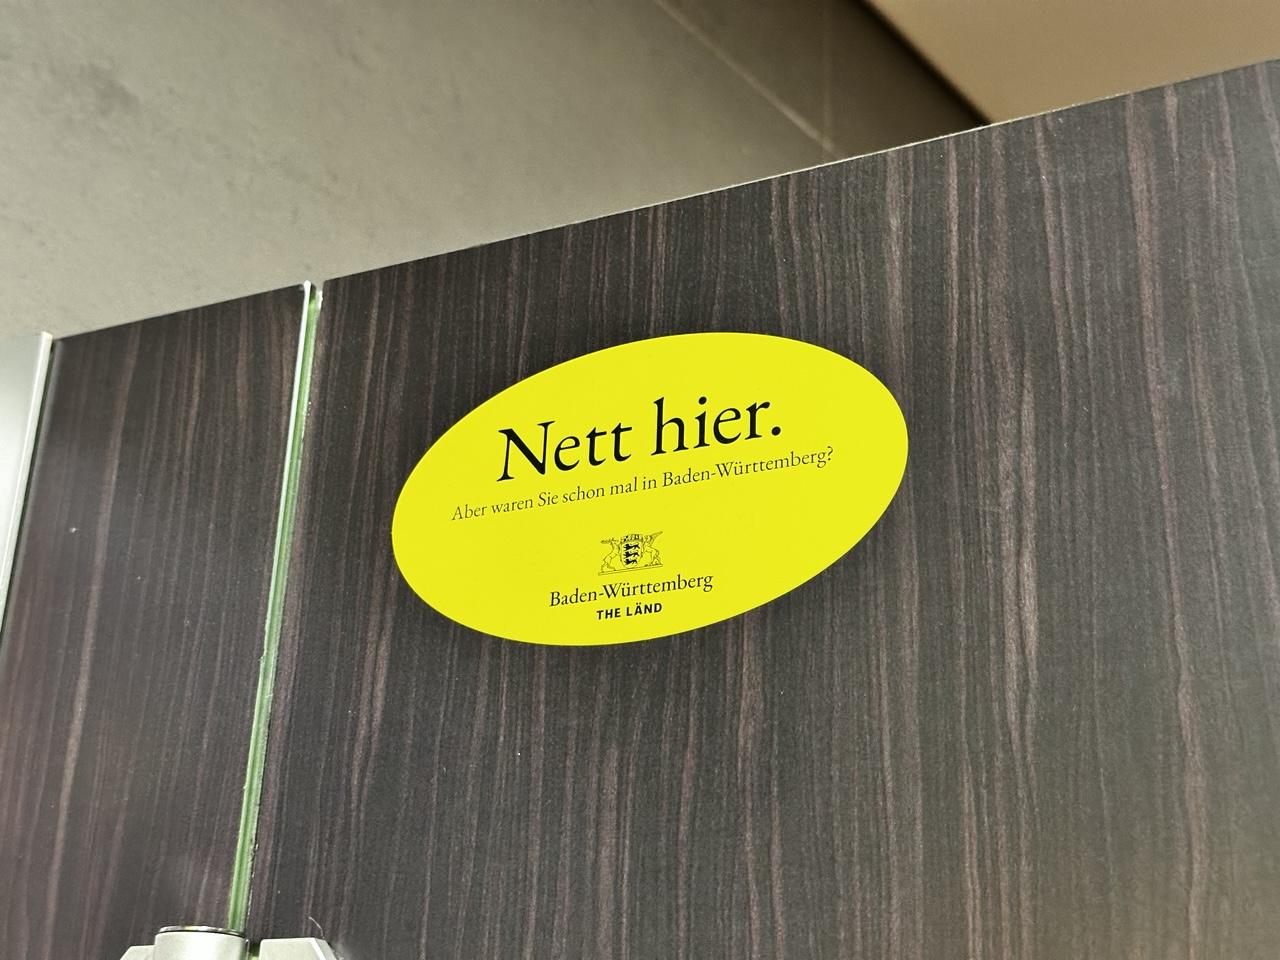 Nett hier.
Aber waren Sie schon mal in Baden-Württemberg?
Baden-Württemberg
THE LÄND